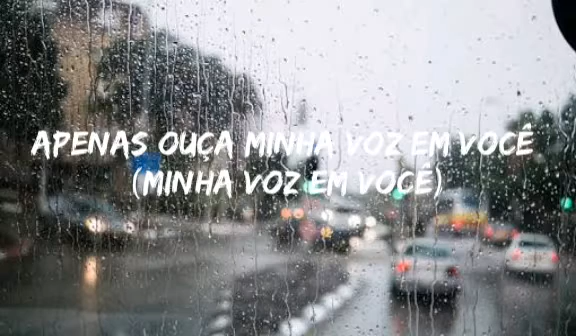 APENAS OUÇA MINHA VOZ EM VOCÊ
(MINHA VOZ EM VOCÊ)